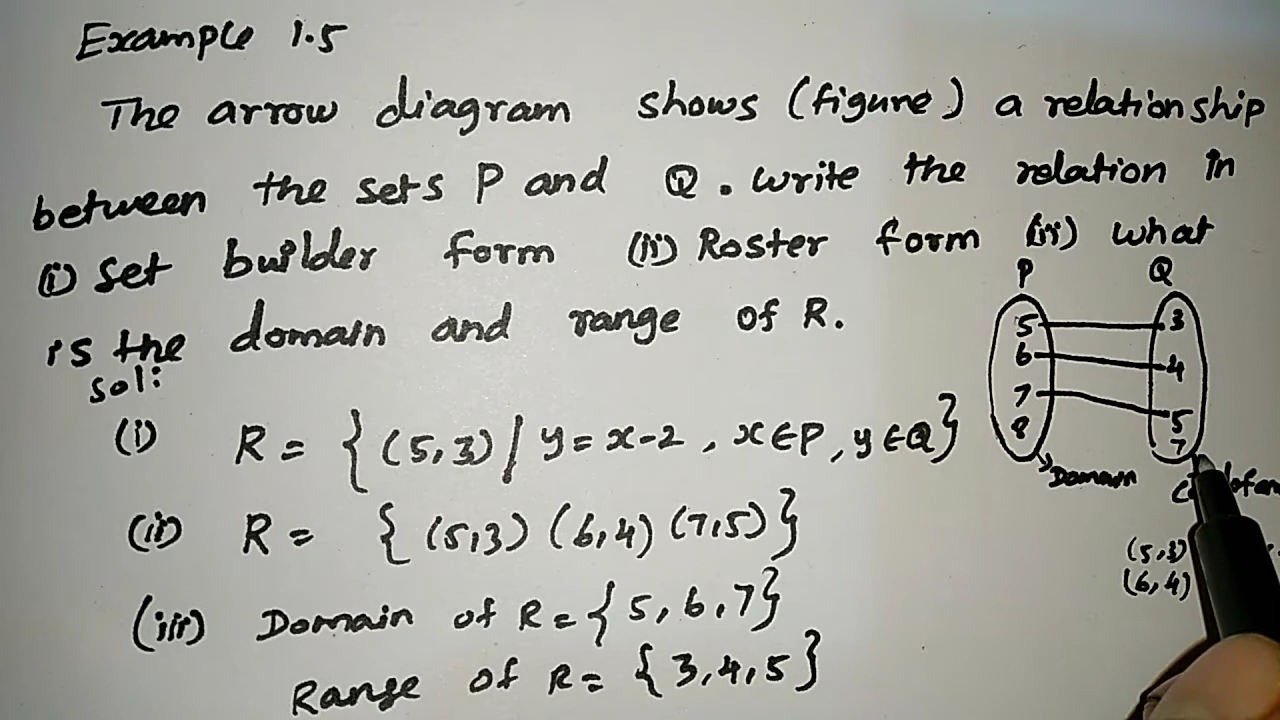 Example 1.5
The arrow diagram shows (figure) a relationship
between the sets P and Q. write the relation in
(i) set builder form (ii) Roster form (iii) what
is the domain and range of R.
P Q
5 3
6 4
7 5
8 7
Domain
sol:
(i) R = { (5,3) / y = x-2 , x ∈ P, y ∈ Q}
(ii) R = { (5,3) (6,4) (7,5)}
(5,3)
(6,4)
(iii) Domain of R = {5,6,7}
Range of R = {3,4,5}